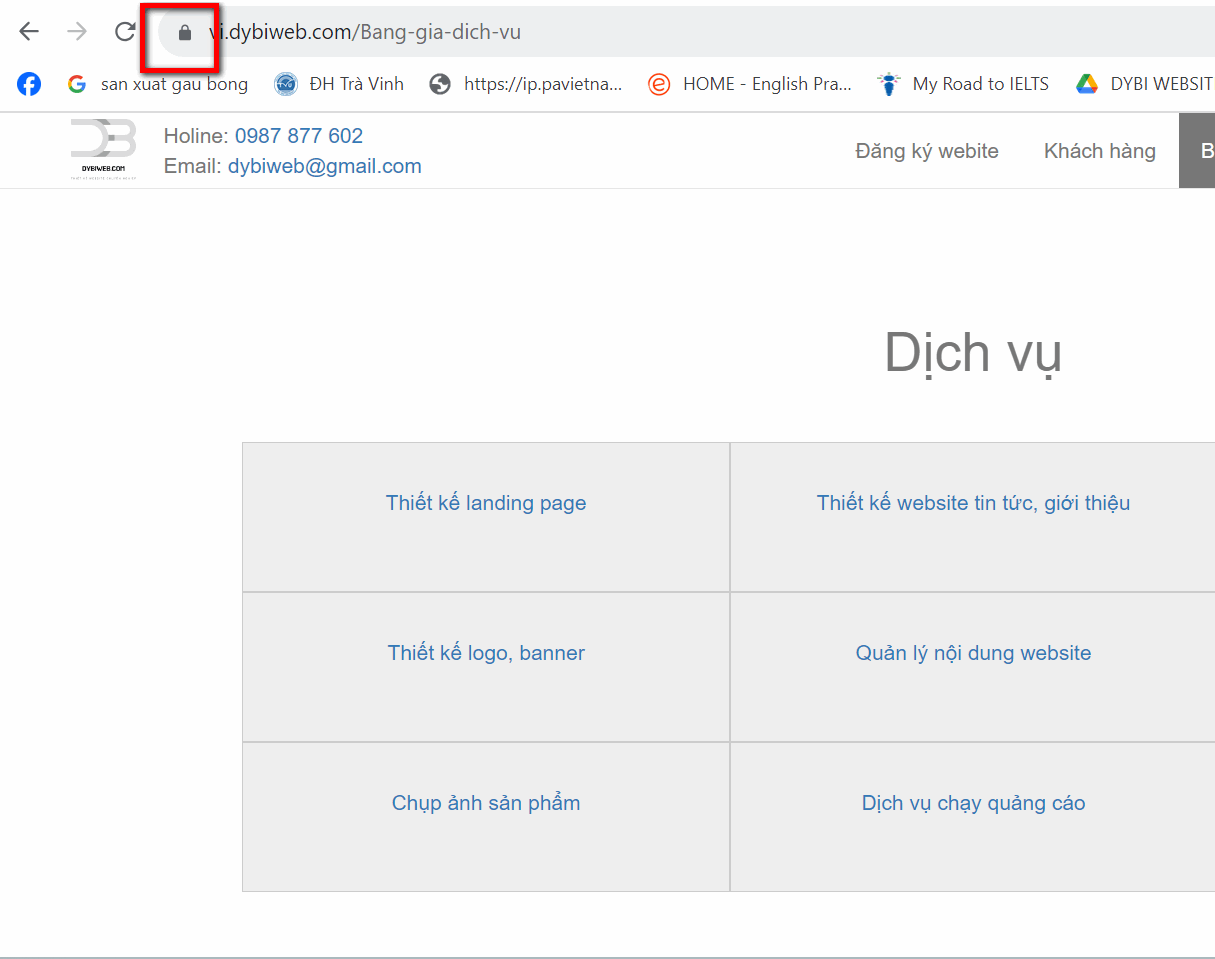 vi.dybiweb.com/Bang-gia-dich-vu
san xuat gau bong
ĐH Trà Vinh
https://ip.pavietna...
HOME - English Pra...
My Road to IELTS
DYBI WEBSIT
DYBIWEB.COM
Holine: 0987 877 602
Email: dybiweb@gmail.com
Đăng ký webite
Khách hàng
B
Dịch vụ
Thiết kế landing page
Thiết kế website tin tức, giới thiệu
Thiết kế logo, banner
Quản lý nội dung website
Chụp ảnh sản phẩm
Dịch vụ chạy quảng cáo